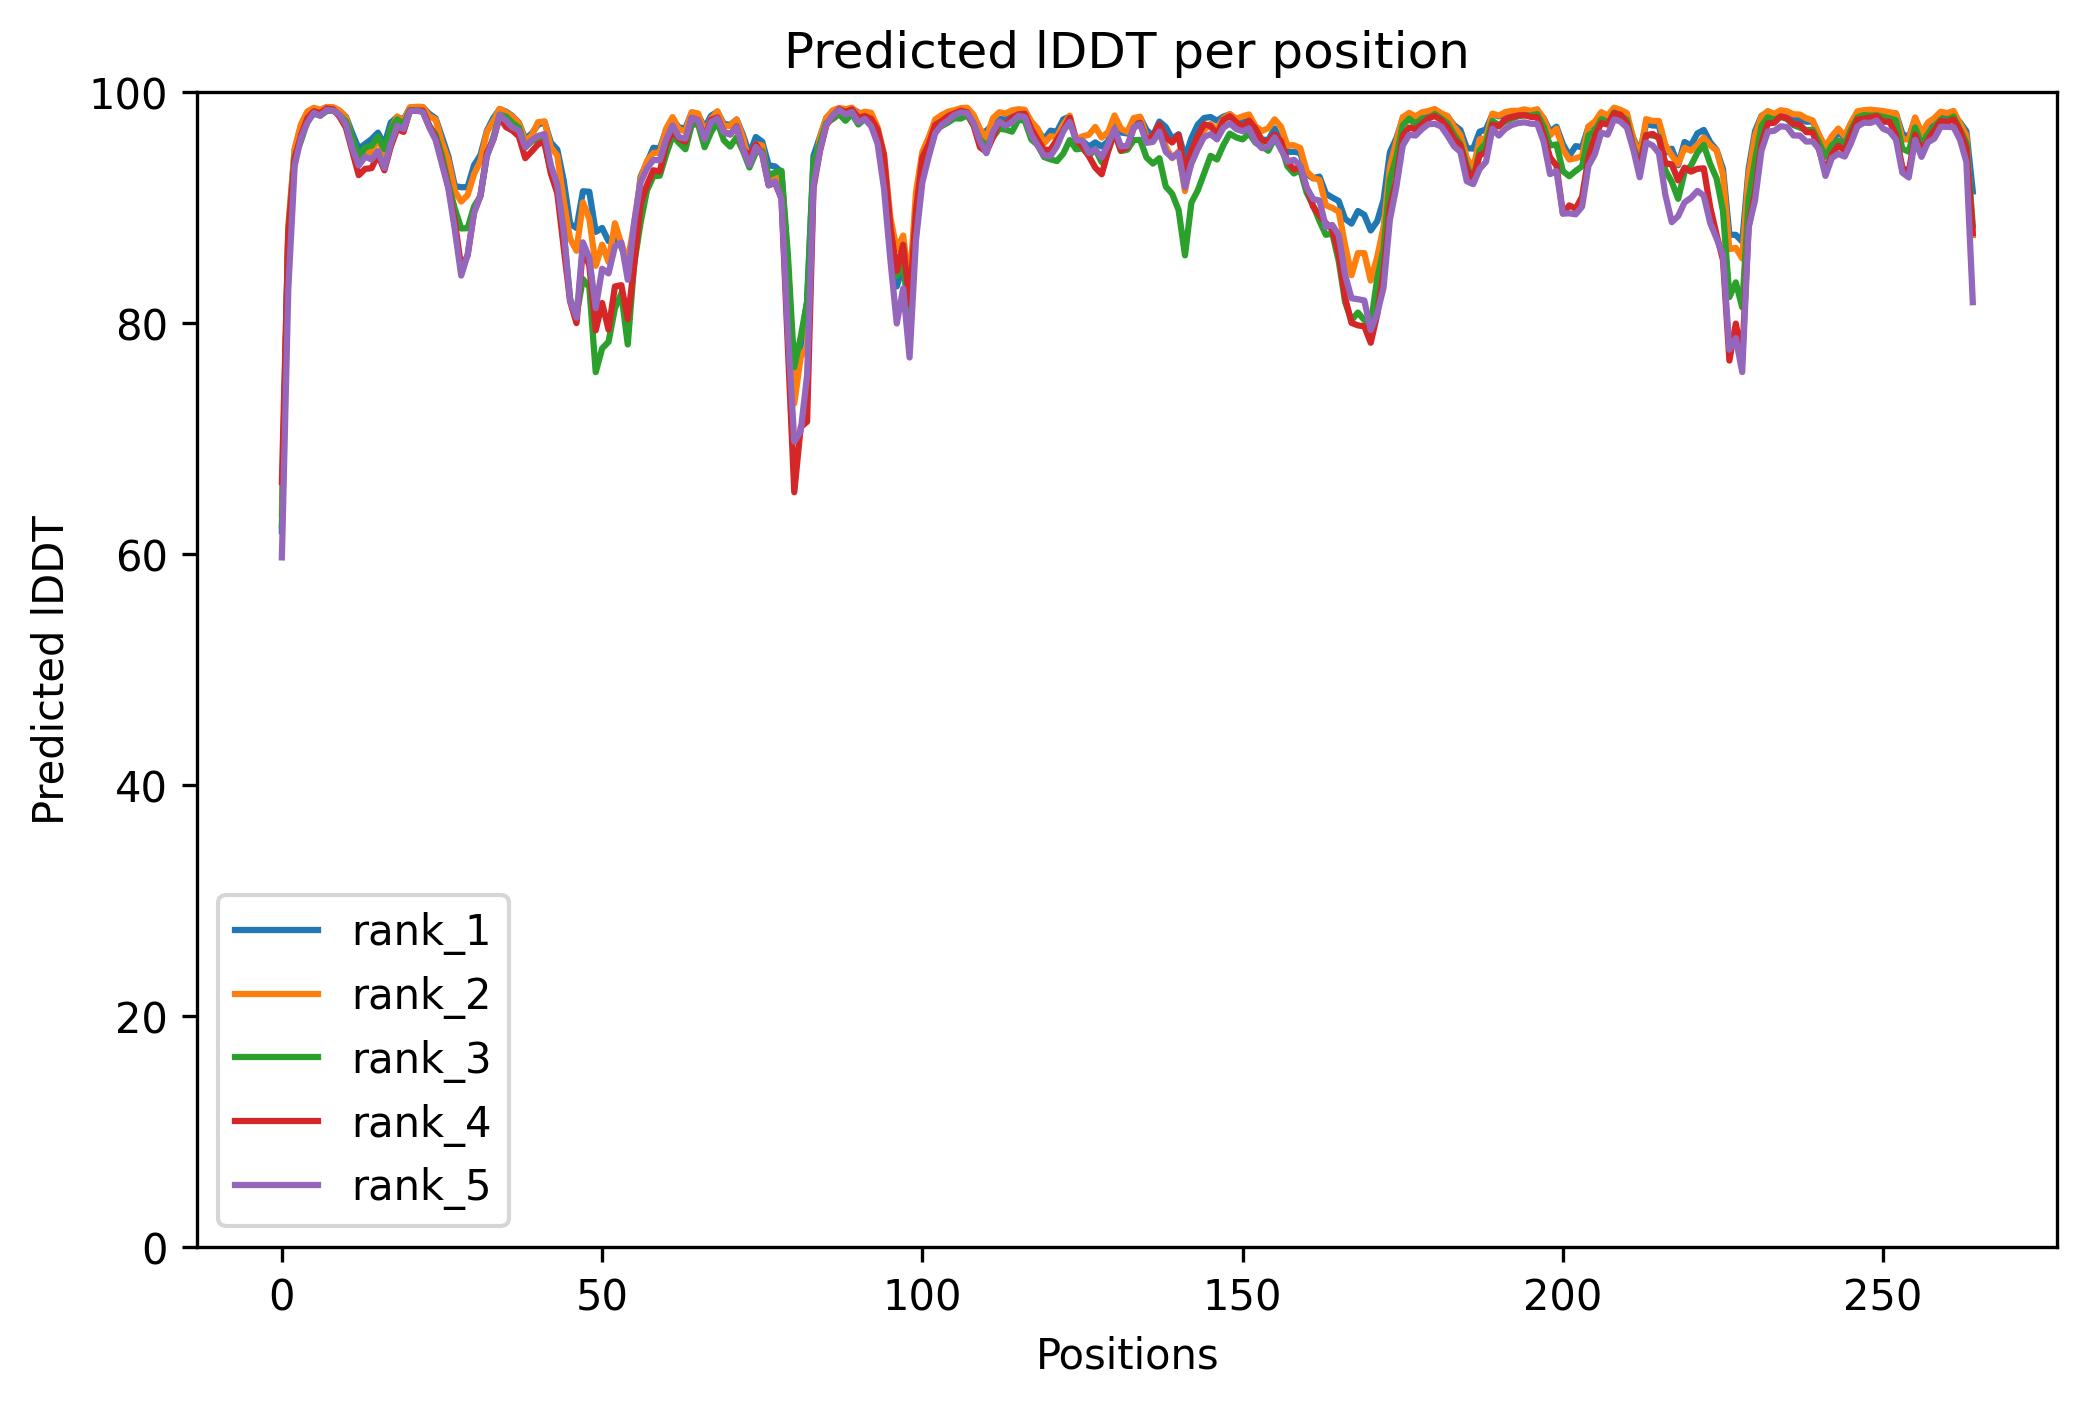 Predicted lDDT per position
100
80
60
40
20
0
Predicted lDDT
rank_1
rank_2
rank_3
rank_4
rank_5
0 50 100 150 200 250
Positions